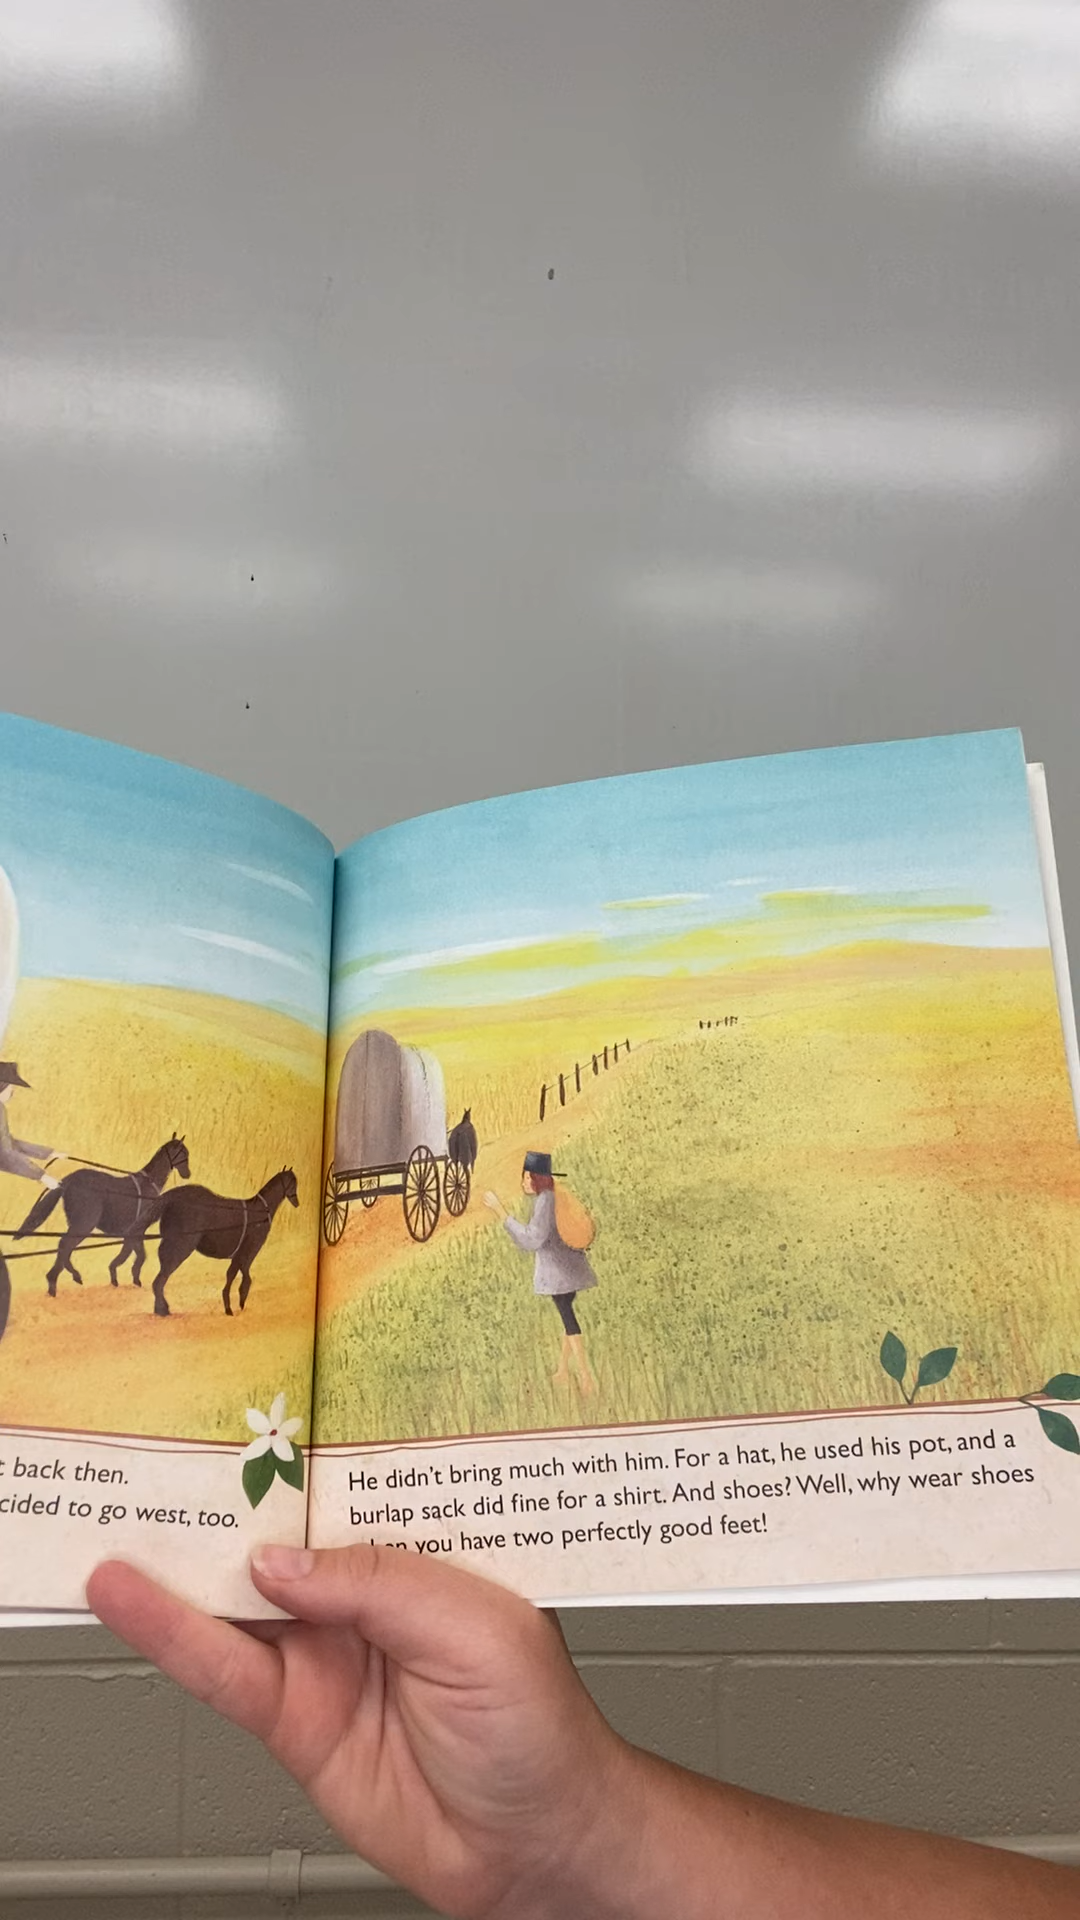 back then.
to go west, too.
He didn't bring much with him. For a hat, he used his pot, and a
burlap sack did fine for a shirt. And shoes? Well, why wear shoes
you have two perfectly good feet!